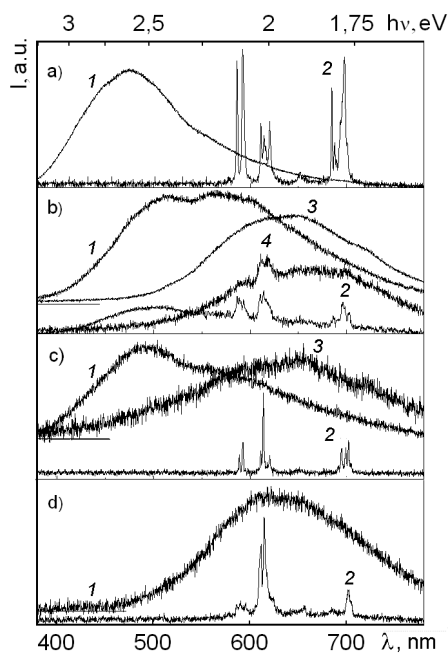 3 2,5 2 1,75 hν, eV
I, a.u.
a) 1 2
b) 1 3 4 2
c) 1 3 2
d) 1 2
400 500 600 700 λ, nm